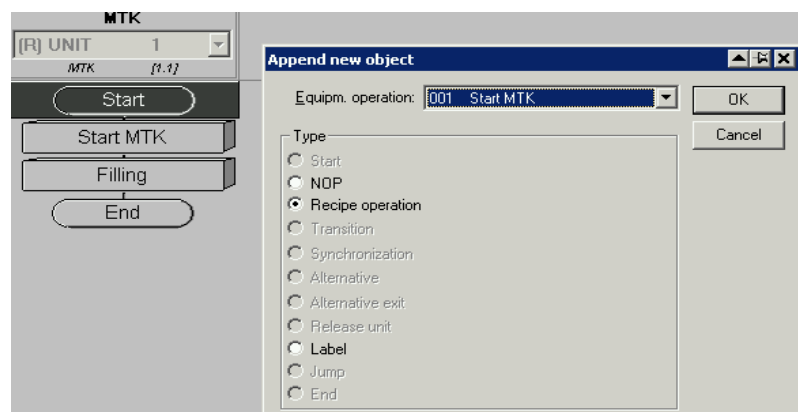 MTK
(R) UNIT 1
MTK [1.1]
Start
Start MTK
Filling
End
Append new object
Equipm. operation: 001 Start MTK
OK
Cancel
Type
Start
NOP
Recipe operation
Transition
Synchronization
Alternative
Alternative exit
Release unit
Label
Jump
End